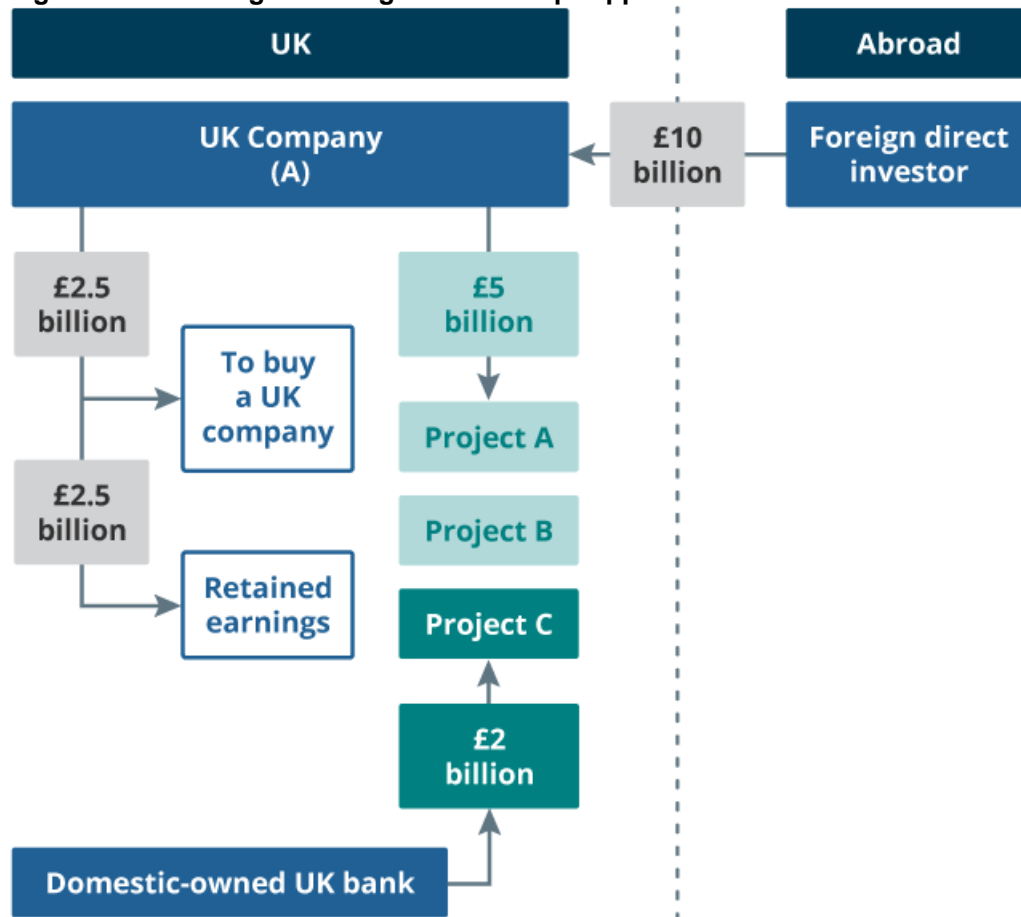 UK
Abroad
UK Company
(A)
£10
billion
Foreign direct
investor
£2.5
billion
£5
billion
To buy
a UK
company
Project A
£2.5
billion
Project B
Retained
earnings
Project C
£2
billion
Domestic-owned UK bank